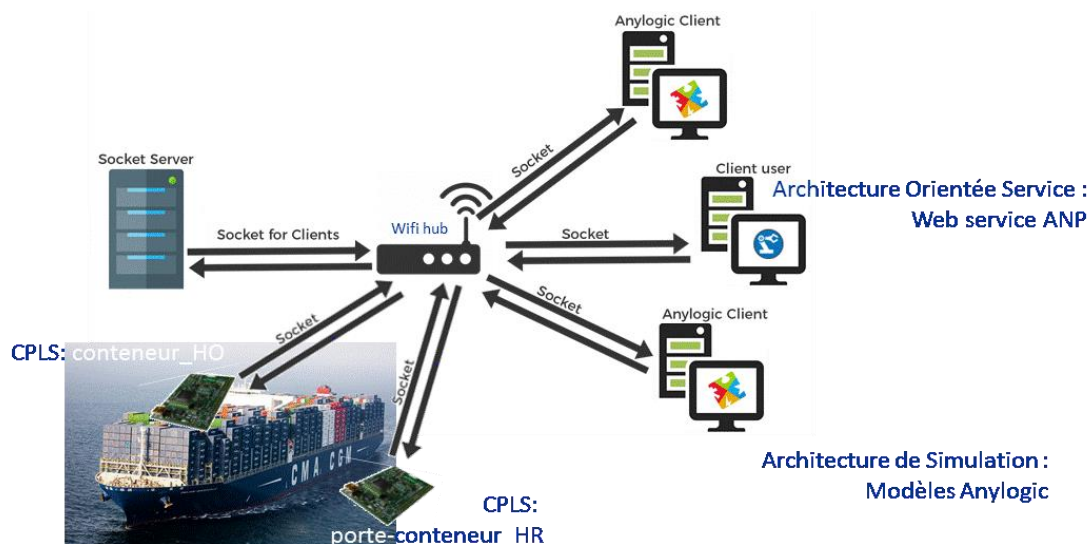 Anylogic Client
Socket
Socket Server
Client user
Architecture Orientée Service :
Web service ANP
Wifi hub
Socket for Clients
Socket
Socket
Anylogic Client
Socket
CPLS: conteneur_HO
Socket
CMA CGM
Architecture de Simulation :
Modèles Anylogic
CPLS:
porte-conteneur_HR